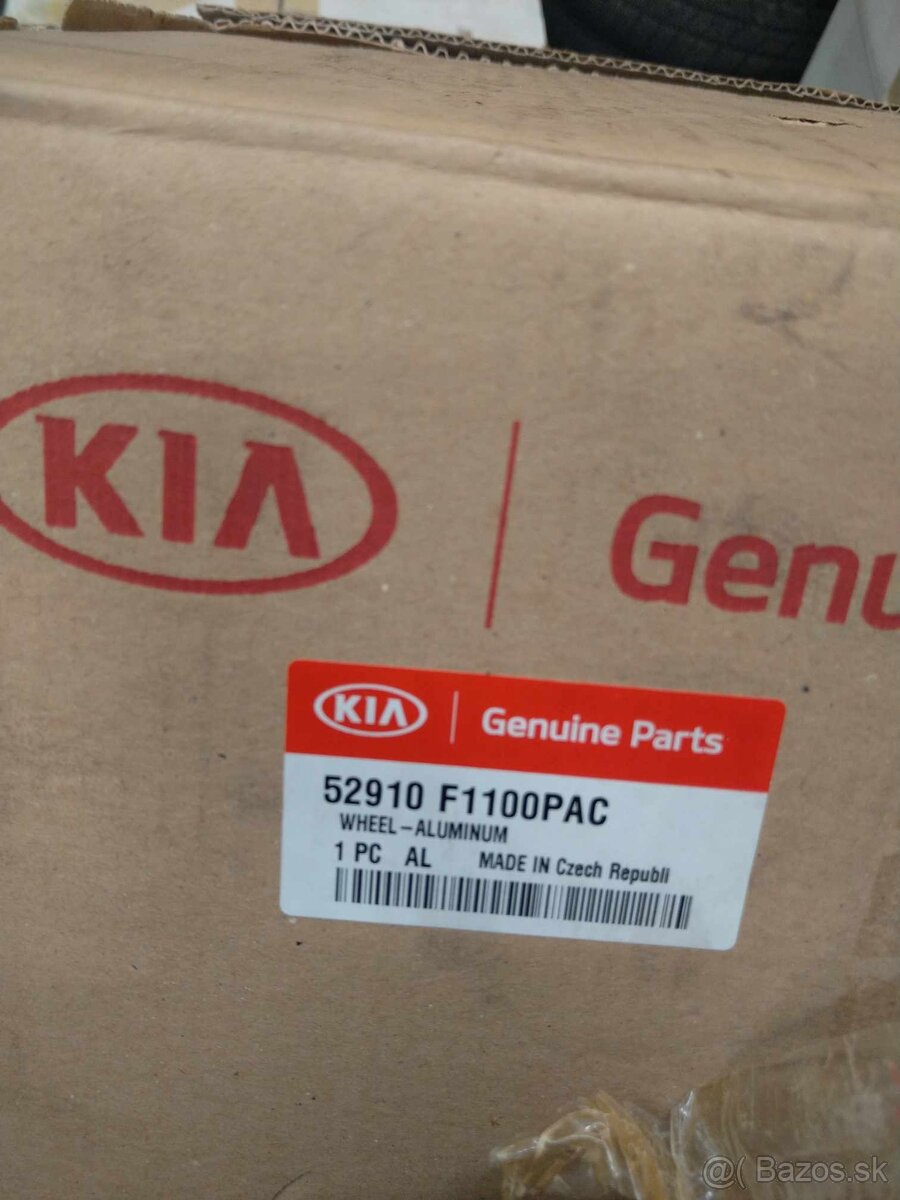 KIA Genu
KIA Genuine Parts
52910 F1100PAC
WHEEL-ALUMINUM
1 PC AL MADE IN Czech Republi
@( Bazos.sk